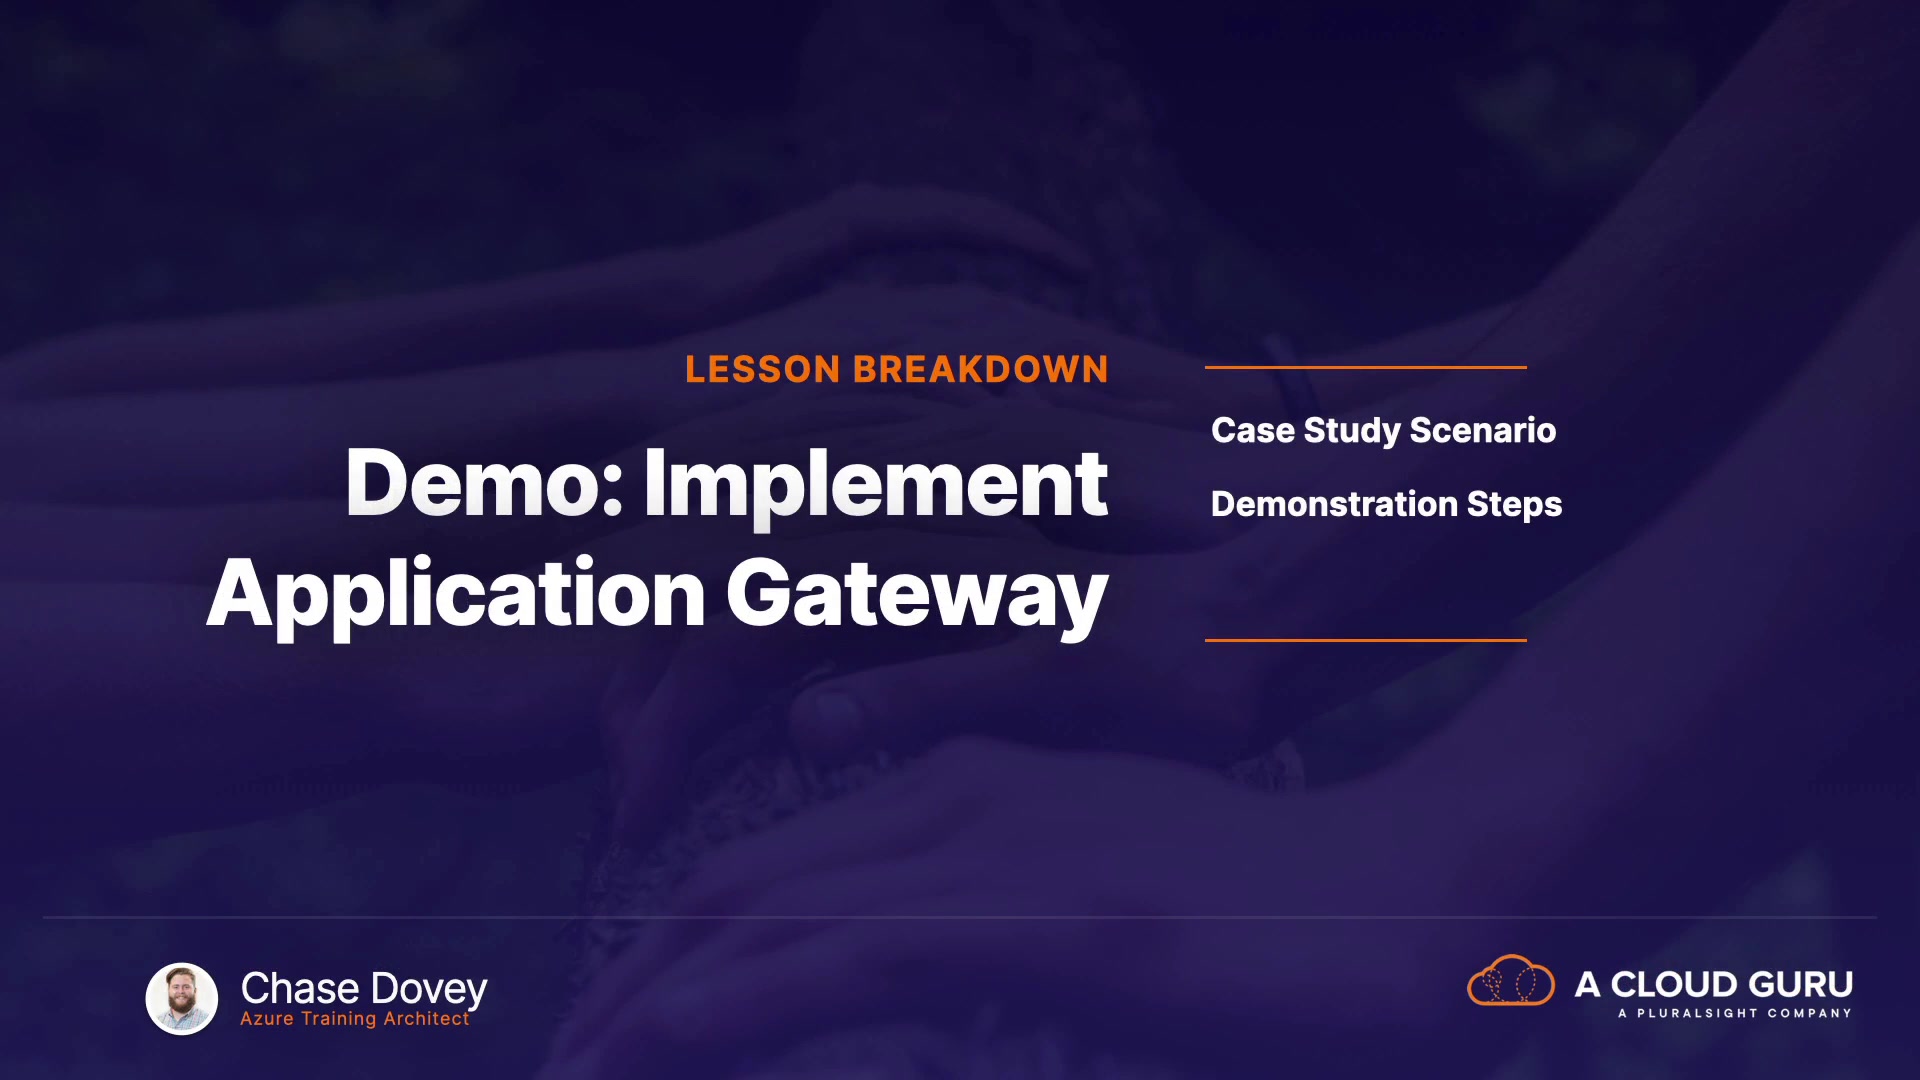 LESSON BREAKDOWN
Demo: Implement
Application Gateway
Case Study Scenario
Demonstration Steps
Chase Dovey
Azure Training Architect
A CLOUD GURU
A PLURALSIGHT COMPANY